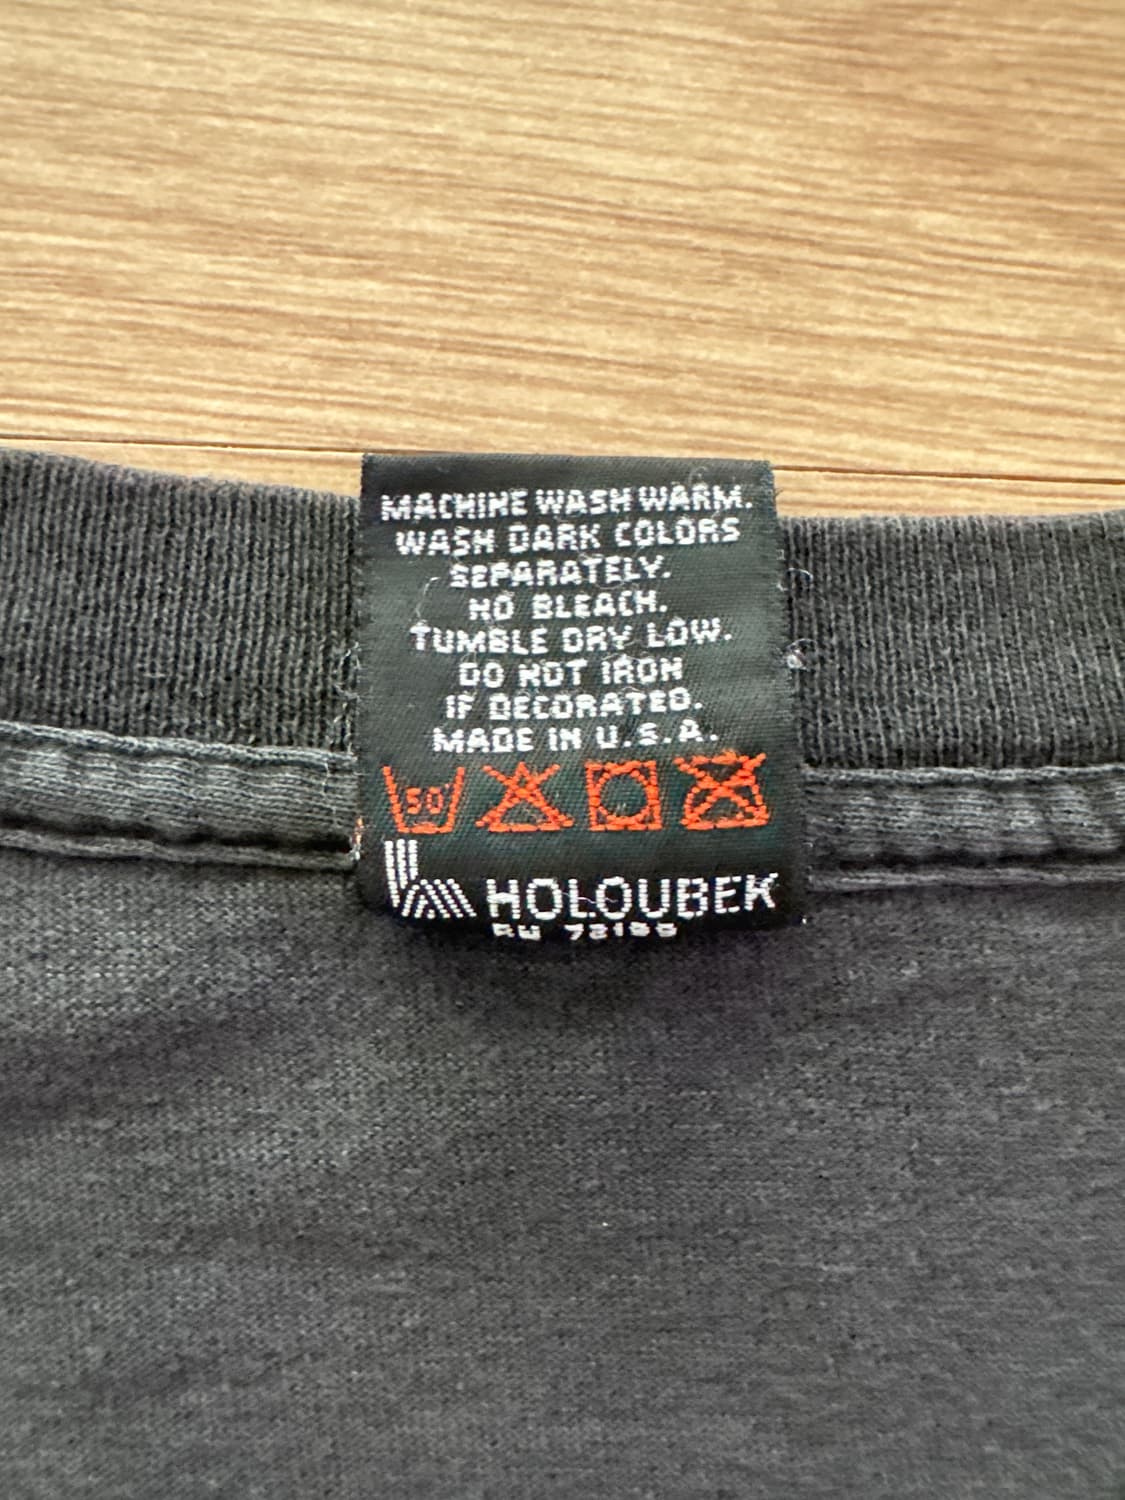 MACHINE WASH WARM.
WASH DARK COLORS
SEPARATELY.
NO BLEACH.
TUMBLE DRY LOW.
DO NOT IRON
IF DECORATED.
MADE IN U.S.A.
50
HOLOUBEK